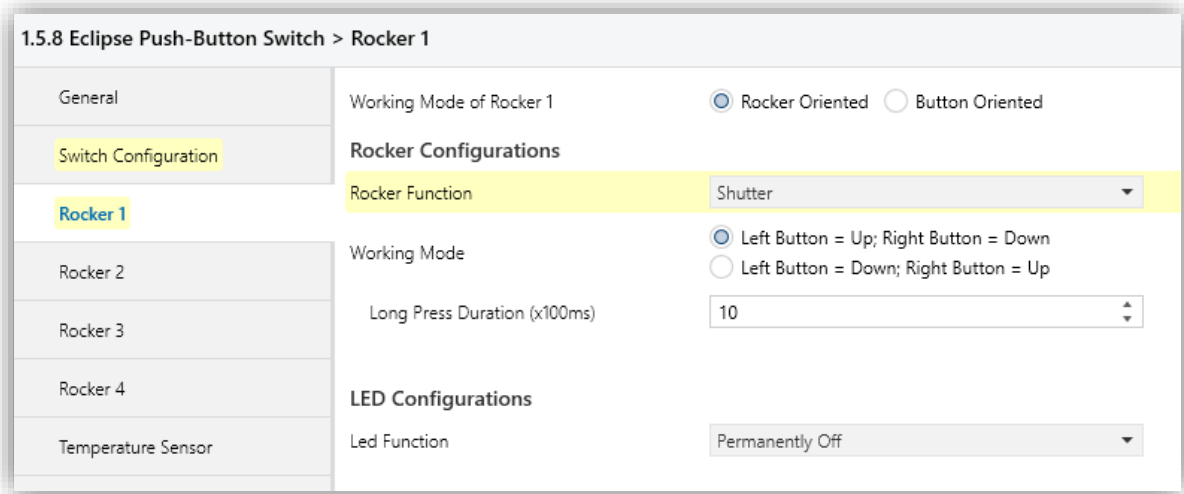 1.5.8 Eclipse Push-Button Switch > Rocker 1
General
Switch Configuration
Rocker 1
Rocker 2
Rocker 3
Rocker 4
Temperature Sensor
Working Mode of Rocker 1 Rocker Oriented Button Oriented
Rocker Configurations
Rocker Function Shutter
Working Mode Left Button = Up; Right Button = Down
Left Button = Down; Right Button = Up
Long Press Duration (x100ms) 10
LED Configurations
Led Function Permanently Off